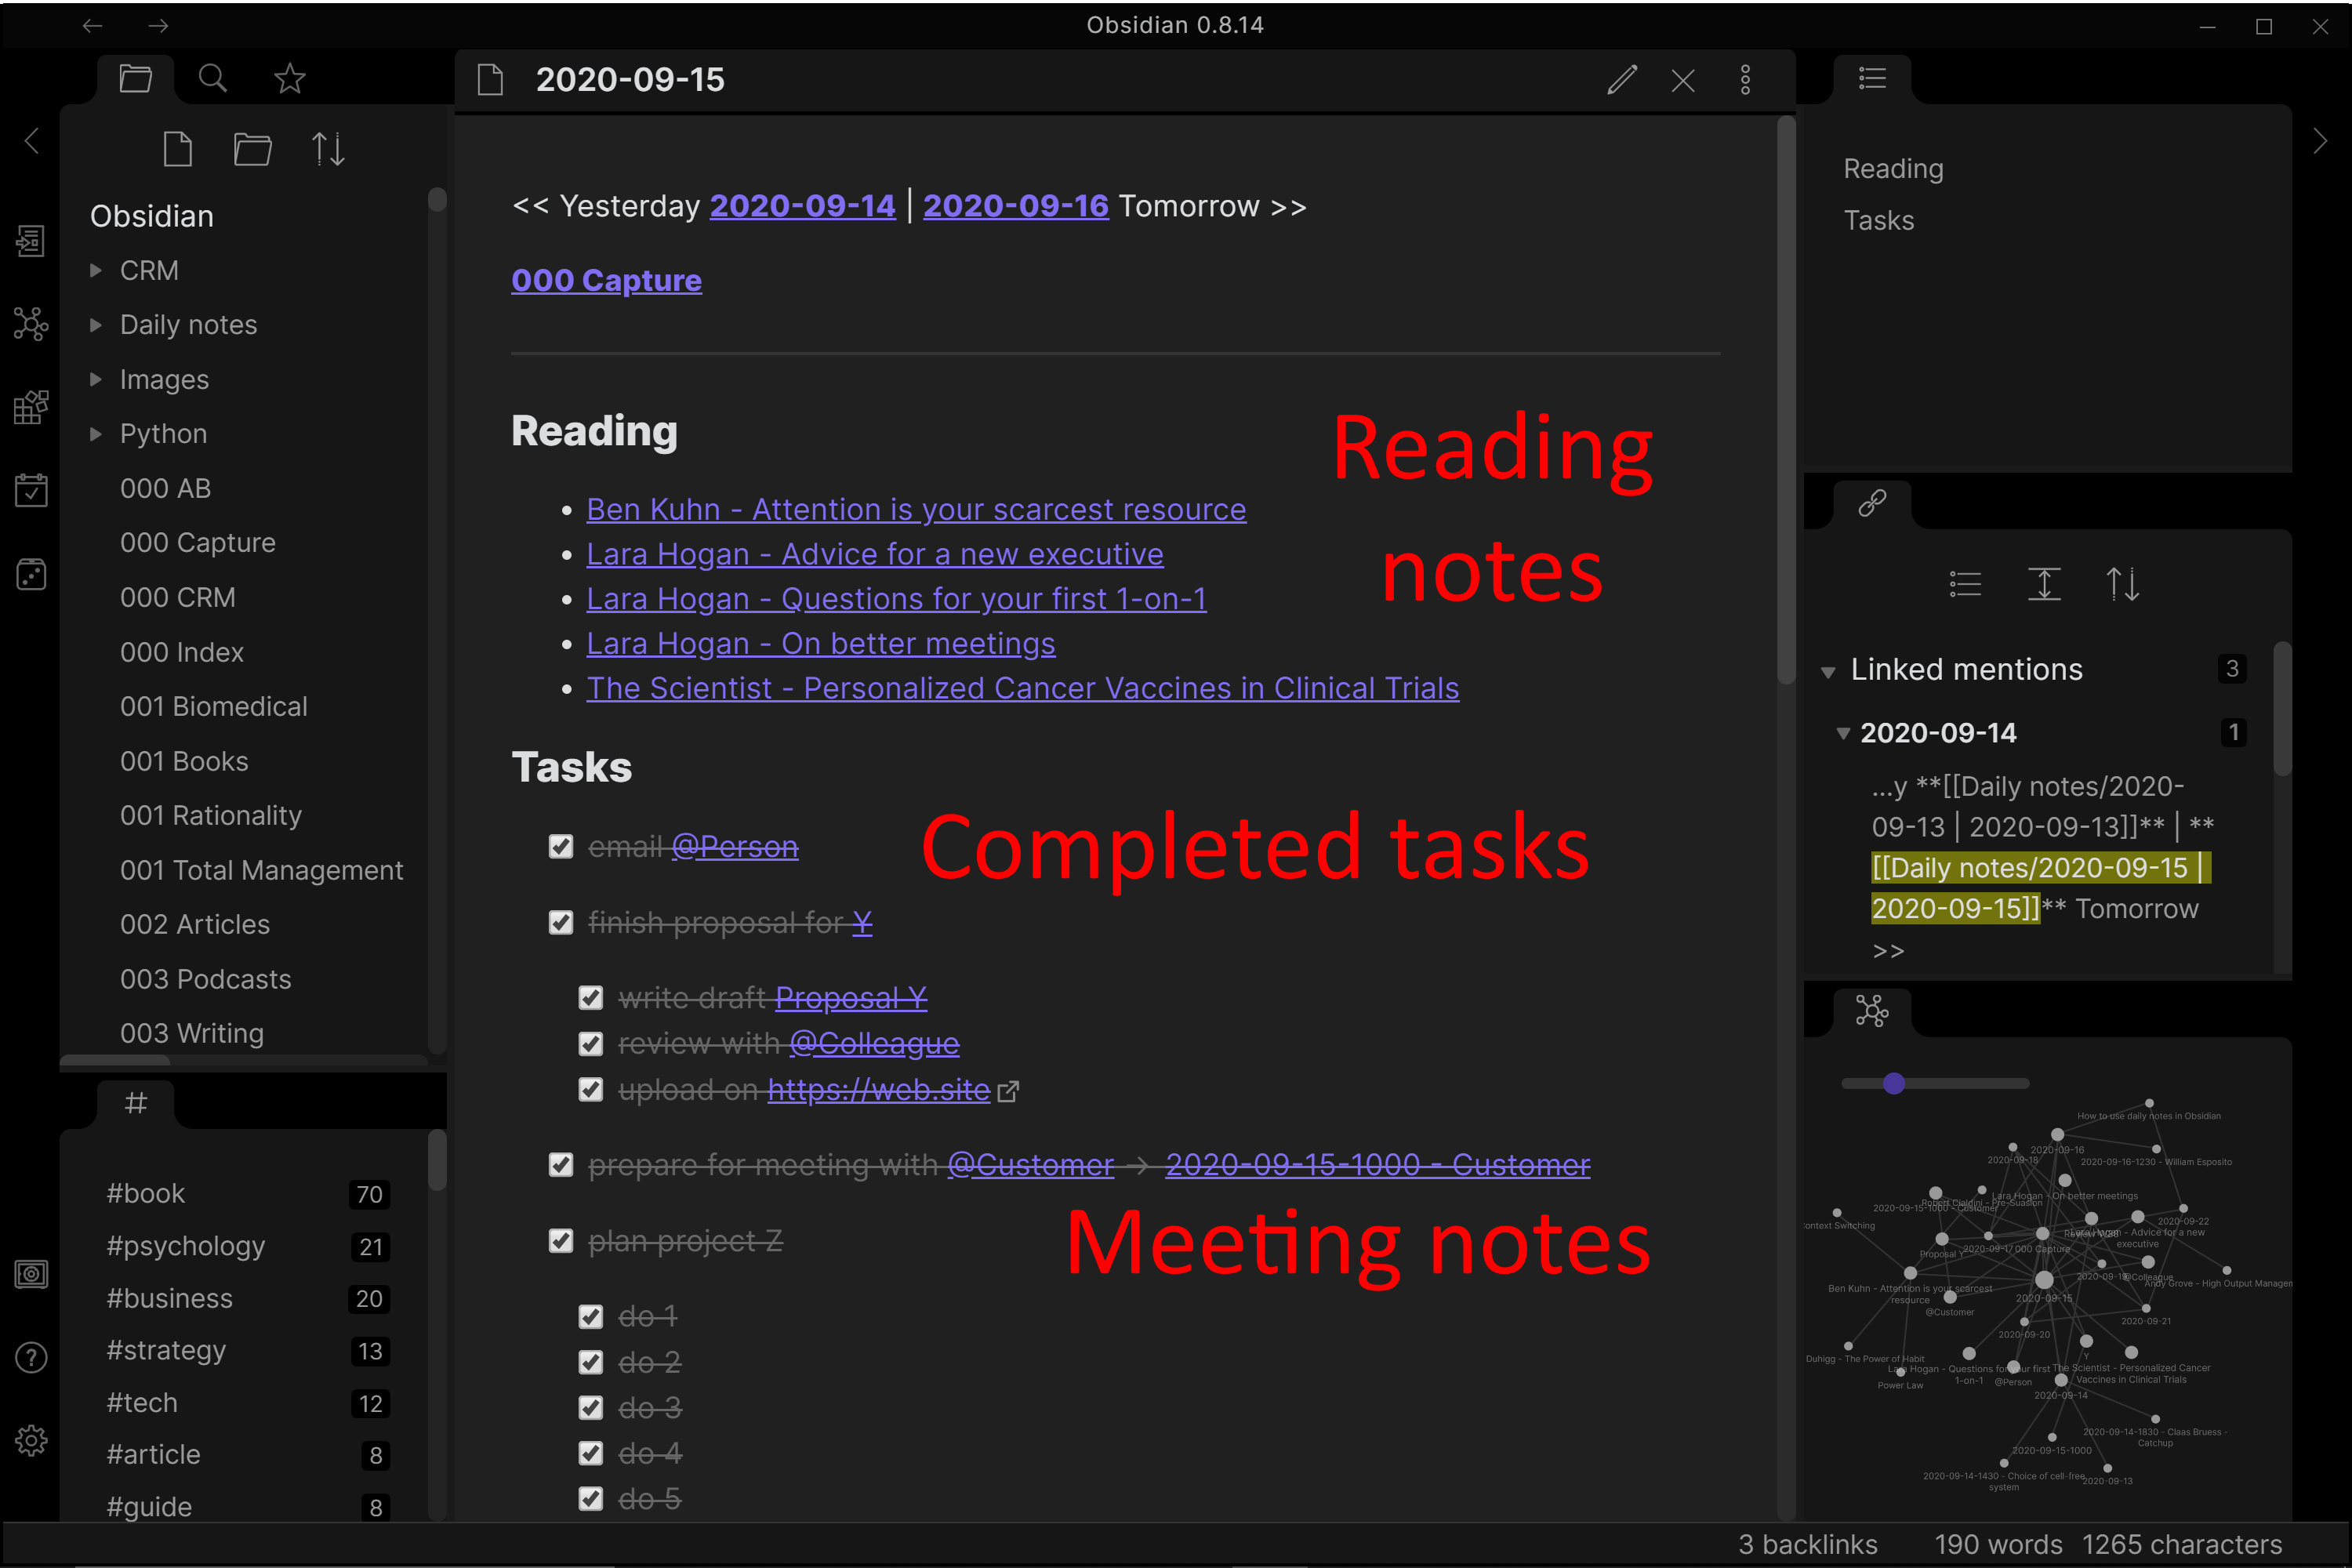 Obsidian 0.8.14
2020-09-15
Obsidian
CRM
Daily notes
Images
Python
000 AB
000 Capture
000 CRM
000 Index
001 Biomedical
001 Books
001 Rationality
001 Total Management
002 Articles
003 Podcasts
003 Writing
#
#book 70
#psychology 21
#business 20
#strategy 13
#tech 12
#article 8
#guide 8
<< Yesterday 2020-09-14 | 2020-09-16 Tomorrow >>
000 Capture
Reading
Reading
notes
Ben Kuhn - Attention is your scarcest resource
Lara Hogan - Advice for a new executive
Lara Hogan - Questions for your first 1-on-1
Lara Hogan - On better meetings
The Scientist - Personalized Cancer Vaccines in Clinical Trials
Tasks
Completed tasks
email @Person
finish proposal for Y
write draft Proposal Y
review with @Colleague
upload on https://web.site
prepare for meeting with @Customer → 2020-09-15-1000 - Customer
Meeting notes
plan project Z
do 1
do 2
do 3
do 4
do 5
Reading
Tasks
Linked mentions 3
2020-09-14 1
...y **[[Daily notes/2020-
09-13 | 2020-09-13]]** | **
[[Daily notes/2020-09-15 |
2020-09-15]]** Tomorrow
>>
How to use daily notes in Obsidian
2020-09-16
2020-09-18
2020-09-16-1230 - William Esposito
Lara Hogan - On better meetings
Robert Cialdini - Pre-Suasion
2020-09-15-1000 - Customer
ontext Switching
2020-09-22
- Advice for a new
executive
Proposal Y
2020-09-17 000 Capture
2020-09-19
@Colleague
Andy Grove - High Output Managem
Ben Kuhn - Attention is your scarcest
resource
2020-09-15
@Customer
2020-09-21
2020-09-20
Duhigg - The Power of Habit
Y
Lara Hogan - Questions for your first
1-on-1
The Scientist - Personalized Cancer
Vaccines in Clinical Trials
@Person
Power Law
2020-09-14
2020-09-14-1830 - Claas Bruess -
Catchup
2020-09-15-1000
2020-09-14-1430 - Choice of cell-free
system
2020-09-13
3 backlinks 190 words 1265 characters